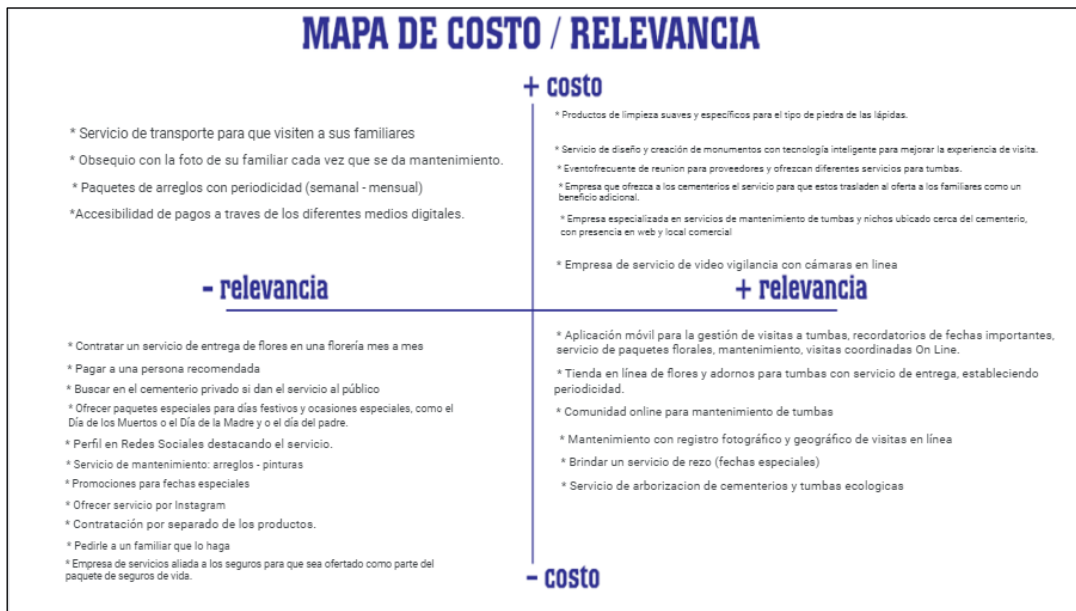 MAPA DE COSTO / RELEVANCIA
+ costo
* Servicio de transporte para que visiten a sus familiares
* Obsequio con la foto de su familiar cada vez que se da mantenimiento.
* Paquetes de arreglos con periodicidad (semanal - mensual)
*Accesibilidad de pagos a traves de los diferentes medios digitales.
* Productos de limpieza suaves y específicos para el tipo de piedra de las lápidas.
* Servicio de diseño y creación de monumentos con tecnología inteligente para mejorar la experiencia de visita.
* Eventofrecuente de reunion para proveedores y ofrezcan diferentes servicios para tumbas.
* Empresa que ofrezca a los cementerios el servicio para que estos trasladen al oferta a los familiares como un
beneficio adicional.
* Empresa especializada en servicios de mantenimiento de tumbas y nichos ubicado cerca del cementerio,
con presencia en web y local comercial
* Empresa de servicio de video vigilancia con cámaras en linea
- relevancia
+ relevancia
* Contratar un servicio de entrega de flores en una florería mes a mes
* Pagar a una persona recomendada
* Buscar en el cementerio privado si dan el servicio al público
* Ofrecer paquetes especiales para días festivos y ocasiones especiales, como el
Día de los Muertos o el Día de la Madre y o el día del padre.
* Perfil en Redes Sociales destacando el servicio.
* Servicio de mantenimiento: arreglos - pinturas
* Promociones para fechas especiales
* Ofrecer servicio por Instagram
* Contratación por separado de los productos.
* Pedirle a un familiar que lo haga
* Empresa de servicios aliada a los seguros para que sea ofertado como parte del
paquete de seguros de vida.
* Aplicación móvil para la gestión de visitas a tumbas, recordatorios de fechas importantes,
servicio de paquetes florales, mantenimiento, visitas coordinadas On Line.
* Tienda en línea de flores y adornos para tumbas con servicio de entrega, estableciendo
periodicidad.
* Comunidad online para mantenimiento de tumbas
* Mantenimiento con registro fotográfico y geográfico de visitas en línea
* Brindar un servicio de rezo (fechas especiales)
* Servicio de arborizacion de cementerios y tumbas ecologicas
- costo